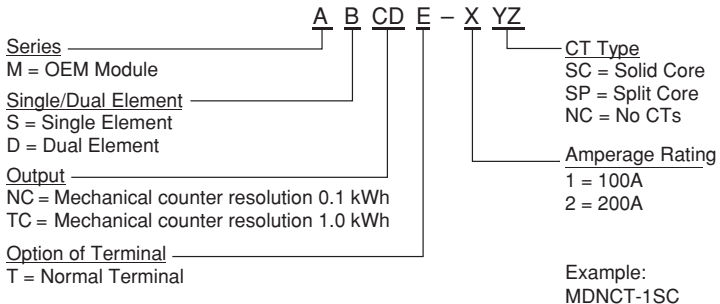 A B CD E – X YZ
Series
M = OEM Module
Single/Dual Element
S = Single Element
D = Dual Element
Output
NC = Mechanical counter resolution 0.1 kWh
TC = Mechanical counter resolution 1.0 kWh
Option of Terminal
T = Normal Terminal
CT Type
SC = Solid Core
SP = Split Core
NC = No CTs
Amperage Rating
1 = 100A
2 = 200A
Example:
MDNCT-1SC